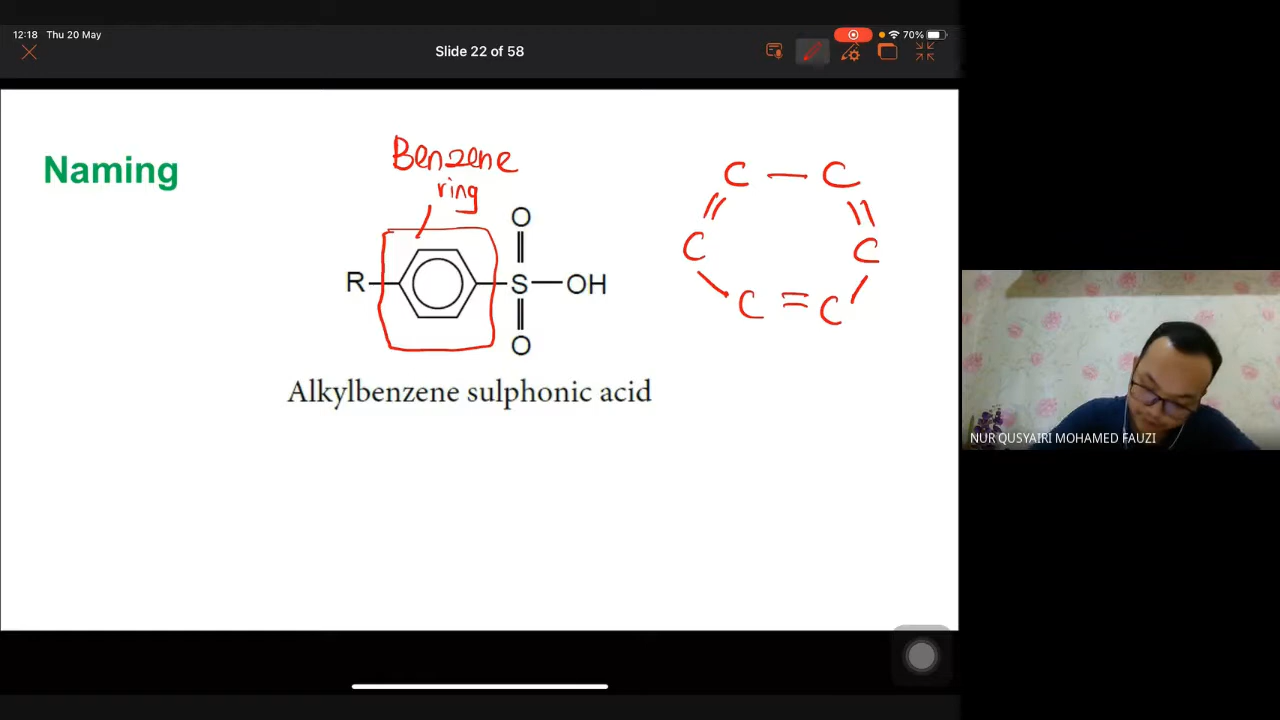 12:18 Thu 20 May
70%
Slide 22 of 58
Naming
Benzene
ring
O
R S OH
O
Alkylbenzene sulphonic acid
C — C
C C
C = C
NUR QUSYAIRI MOHAMED FAUZI